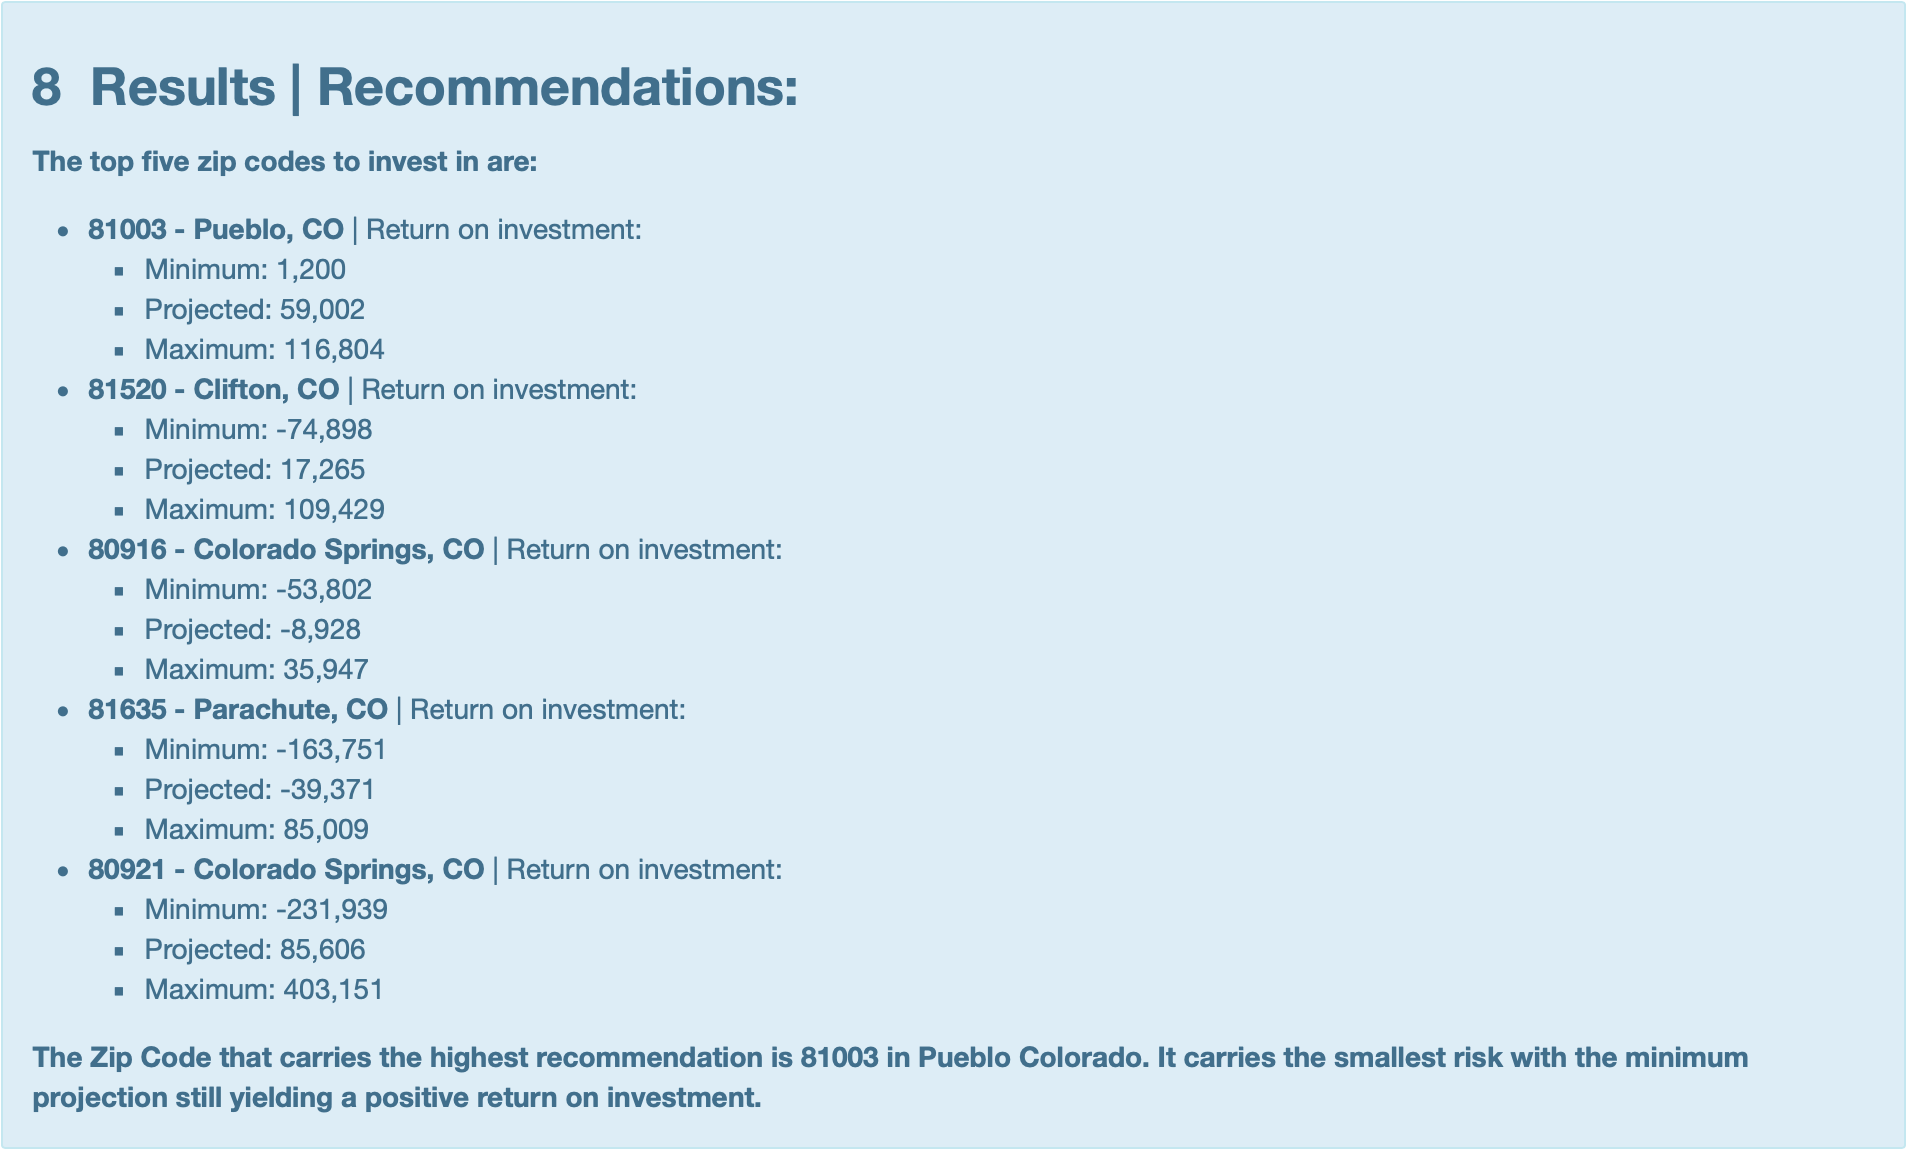 8 Results | Recommendations:
The top five zip codes to invest in are:
• 81003 - Pueblo, CO | Return on investment:
▪ Minimum: 1,200
▪ Projected: 59,002
▪ Maximum: 116,804
• 81520 - Clifton, CO | Return on investment:
▪ Minimum: -74,898
▪ Projected: 17,265
▪ Maximum: 109,429
• 80916 - Colorado Springs, CO | Return on investment:
▪ Minimum: -53,802
▪ Projected: -8,928
▪ Maximum: 35,947
• 81635 - Parachute, CO | Return on investment:
▪ Minimum: -163,751
▪ Projected: -39,371
▪ Maximum: 85,009
• 80921 - Colorado Springs, CO | Return on investment:
▪ Minimum: -231,939
▪ Projected: 85,606
▪ Maximum: 403,151
The Zip Code that carries the highest recommendation is 81003 in Pueblo Colorado. It carries the smallest risk with the minimum
projection still yielding a positive return on investment.